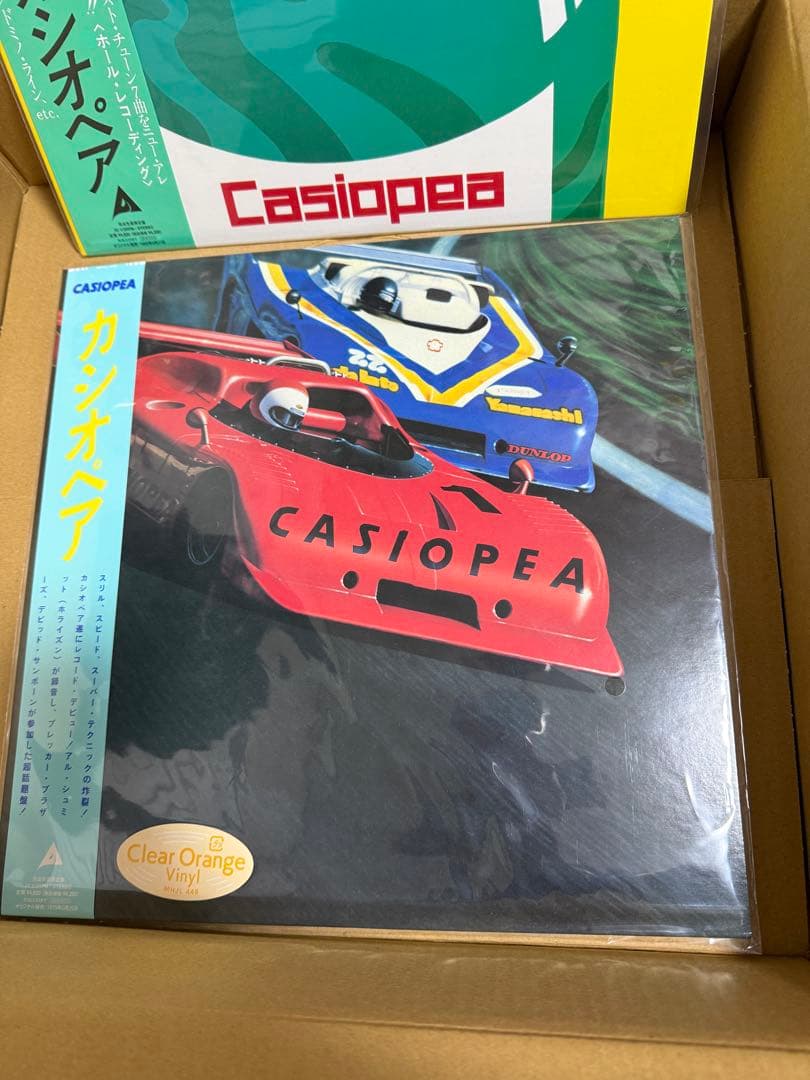 カシオペア
スト・チューン7曲をニュー・アレ
!!〈ホール・レコーディング〉
ドミノ・ライン、etc.
Casiopea
CASIOPEA
カシオペア
スリル、スピード、スーパー・テクニックの炸裂!
カシオペア遂にレコード・デビュー!アル・シュミ
ット(ホライズン)が録音し、ブレッカー・ブラザ
ーズ、デビッド・サンボーンが参加した超話題盤!
22
Yamanashi
DUNLOP
1
CASIOPEA
Clear Orange
Vinyl
MHJL 449